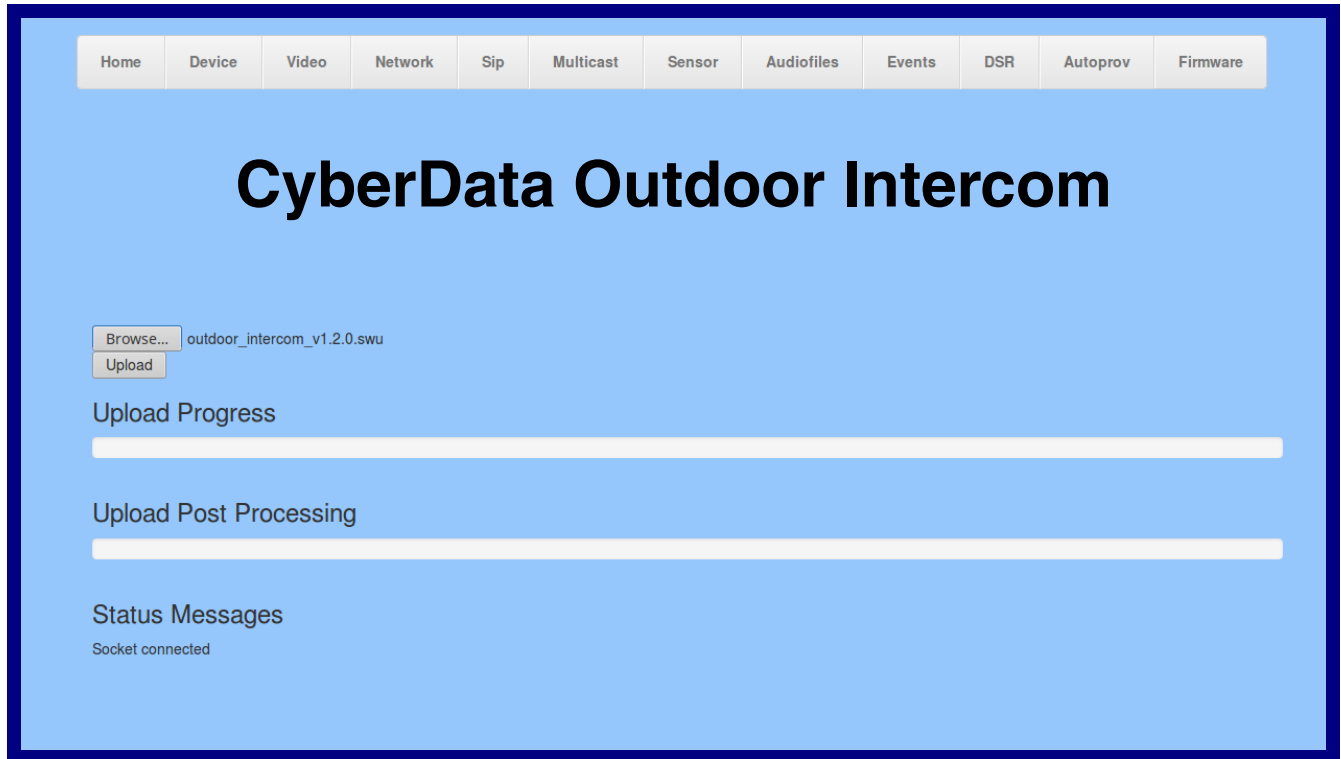 Home Device Video Network Sip Multicast Sensor Audiofiles Events DSR Autoprov Firmware
CyberData Outdoor Intercom
Browse... outdoor_intercom_v1.2.0.swu
Upload
Upload Progress
Upload Post Processing
Status Messages
Socket connected